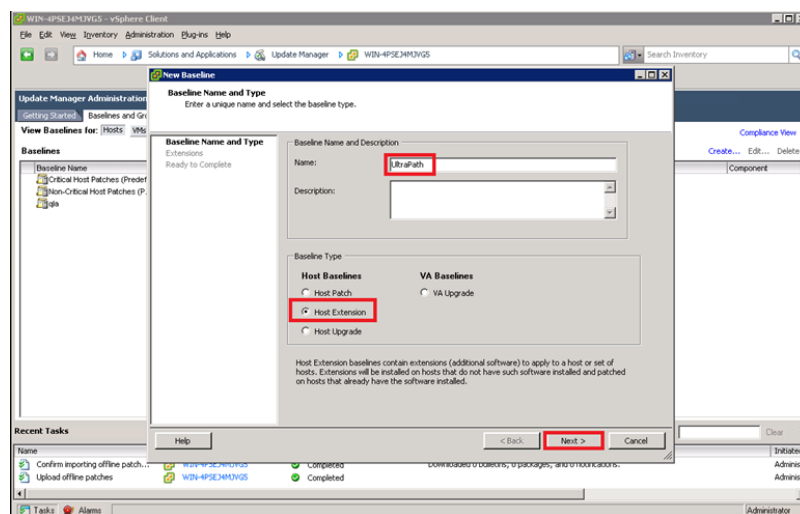 WIN-4PSEJ4MJVG5 - vSphere Client
File Edit View Inventory Administration Plug-ins Help
Home Solutions and Applications Update Manager WIN-4PSEJ4MJVG5 Search Inventory
New Baseline
Baseline Name and Type
Enter a unique name and select the baseline type.
Update Manager Administration
Getting Started Baselines and Gro
View Baselines for: Hosts VMs
Compliance View
Baselines
Create... Edit... Delete
Baseline Name
Component
Critical Host Patches (Predef
Non-Critical Host Patches (P
qla
Baseline Name and Type
Extensions
Ready to Complete
Baseline Name and Description
Name: UltraPath
Description:
Baseline Type
Host Baselines VA Baselines
Host Patch VA Upgrade
Host Extension
Host Upgrade
Host Extension baselines contain extensions (additional software) to apply to a host or set of
hosts. Extensions will be installed on hosts that do not have such software installed and patched
on hosts that already have the software installed.
Help < Back Next > Cancel
Recent Tasks
Clear
Name
Initiate
Confirm importing offline patch... WIN-4PSEJ4MJVG5 Completed Downloaded 0 bulletins, 0 packages, and 0 notifications. Adminis
Upload offline patches WIN-4PSEJ4MJVG5 Completed Adminis
Tasks Alarms Administrator